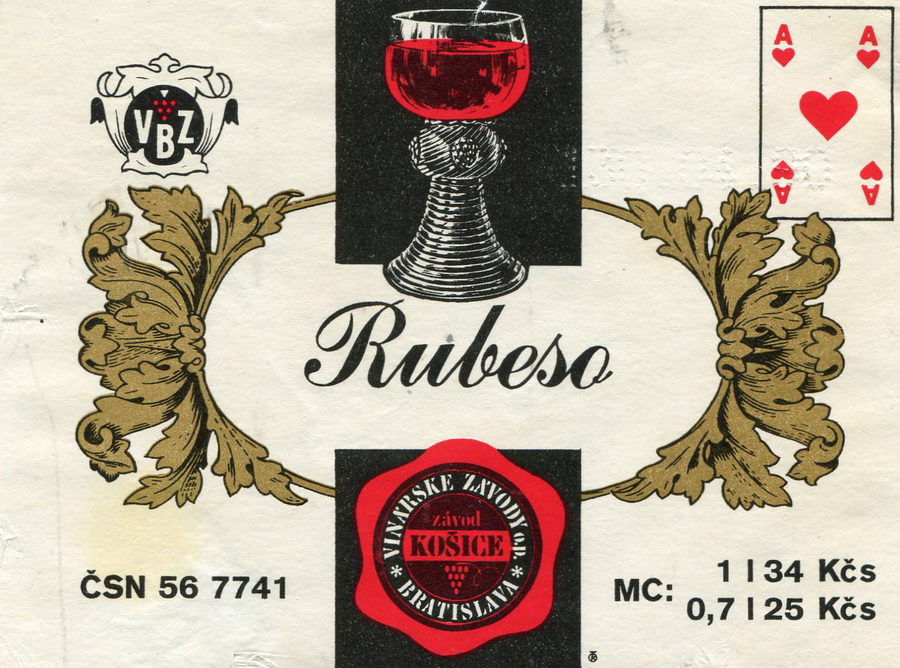 A A
VBZ
A A
Rubeso
VINÁRSKE ZÁVODY o.p.
závod
KOŠICE
* BRATISLAVA *
ČSN 56 7741
MC: 1 l 34 Kčs
0,7 l 25 Kčs